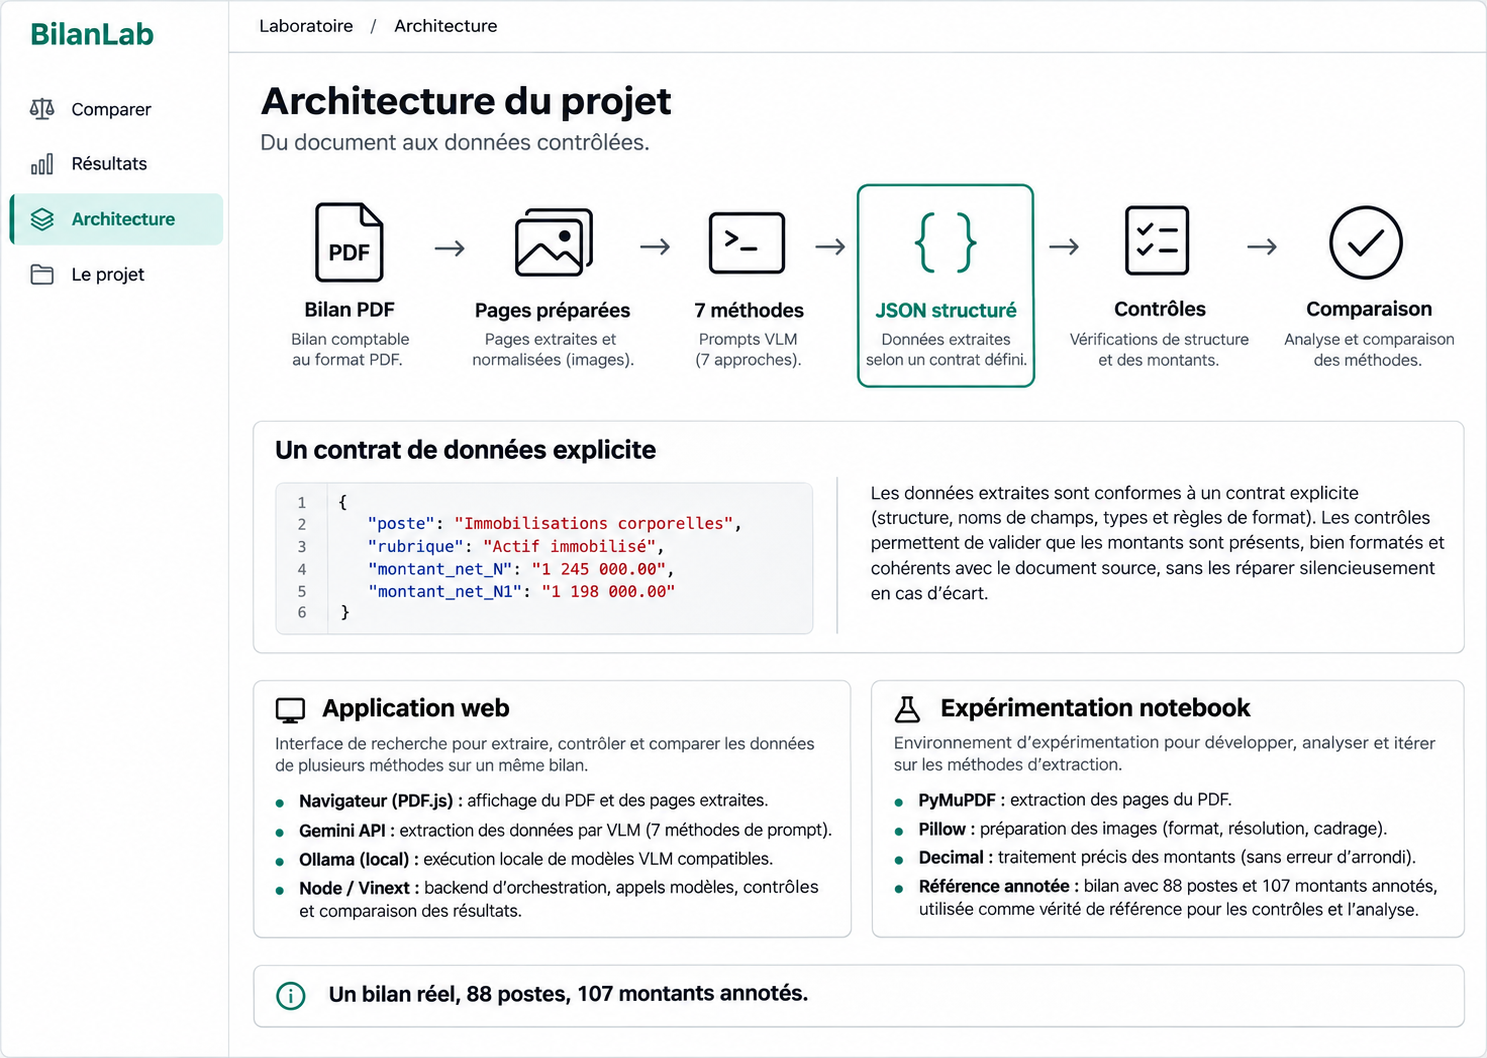 BilanLab
Comparer
Résultats
Architecture
Le projet
Laboratoire / Architecture
Architecture du projet
Du document aux données contrôlées.
PDF
Bilan PDF
Bilan comptable
au format PDF.
Pages préparées
Pages extraites et
normalisées (images).
>_
7 méthodes
Prompts VLM
(7 approches).
{ }
JSON structuré
Données extraites
selon un contrat défini.
Contrôles
Vérifications de structure
et des montants.
Comparaison
Analyse et comparaison
des méthodes.
Un contrat de données explicite
1 {
2 "poste": "Immobilisations corporelles",
3 "rubrique": "Actif immobilisé",
4 "montant_net_N": "1 245 000.00",
5 "montant_net_N1": "1 198 000.00"
6 }
Les données extraites sont conformes à un contrat explicite
(structure, noms de champs, types et règles de format). Les contrôles
permettent de valider que les montants sont présents, bien formatés et
cohérents avec le document source, sans les réparer silencieusement
en cas d’écart.
Application web
Interface de recherche pour extraire, contrôler et comparer les données
de plusieurs méthodes sur un même bilan.
• Navigateur (PDF.js) : affichage du PDF et des pages extraites.
• Gemini API : extraction des données par VLM (7 méthodes de prompt).
• Ollama (local) : exécution locale de modèles VLM compatibles.
• Node / Vinext : backend d’orchestration, appels modèles, contrôles
et comparaison des résultats.
Expérimentation notebook
Environnement d’expérimentation pour développer, analyser et itérer
sur les méthodes d’extraction.
• PyMuPDF : extraction des pages du PDF.
• Pillow : préparation des images (format, résolution, cadrage).
• Decimal : traitement précis des montants (sans erreur d’arrondi).
• Référence annotée : bilan avec 88 postes et 107 montants annotés,
utilisée comme vérité de référence pour les contrôles et l’analyse.
Un bilan réel, 88 postes, 107 montants annotés.